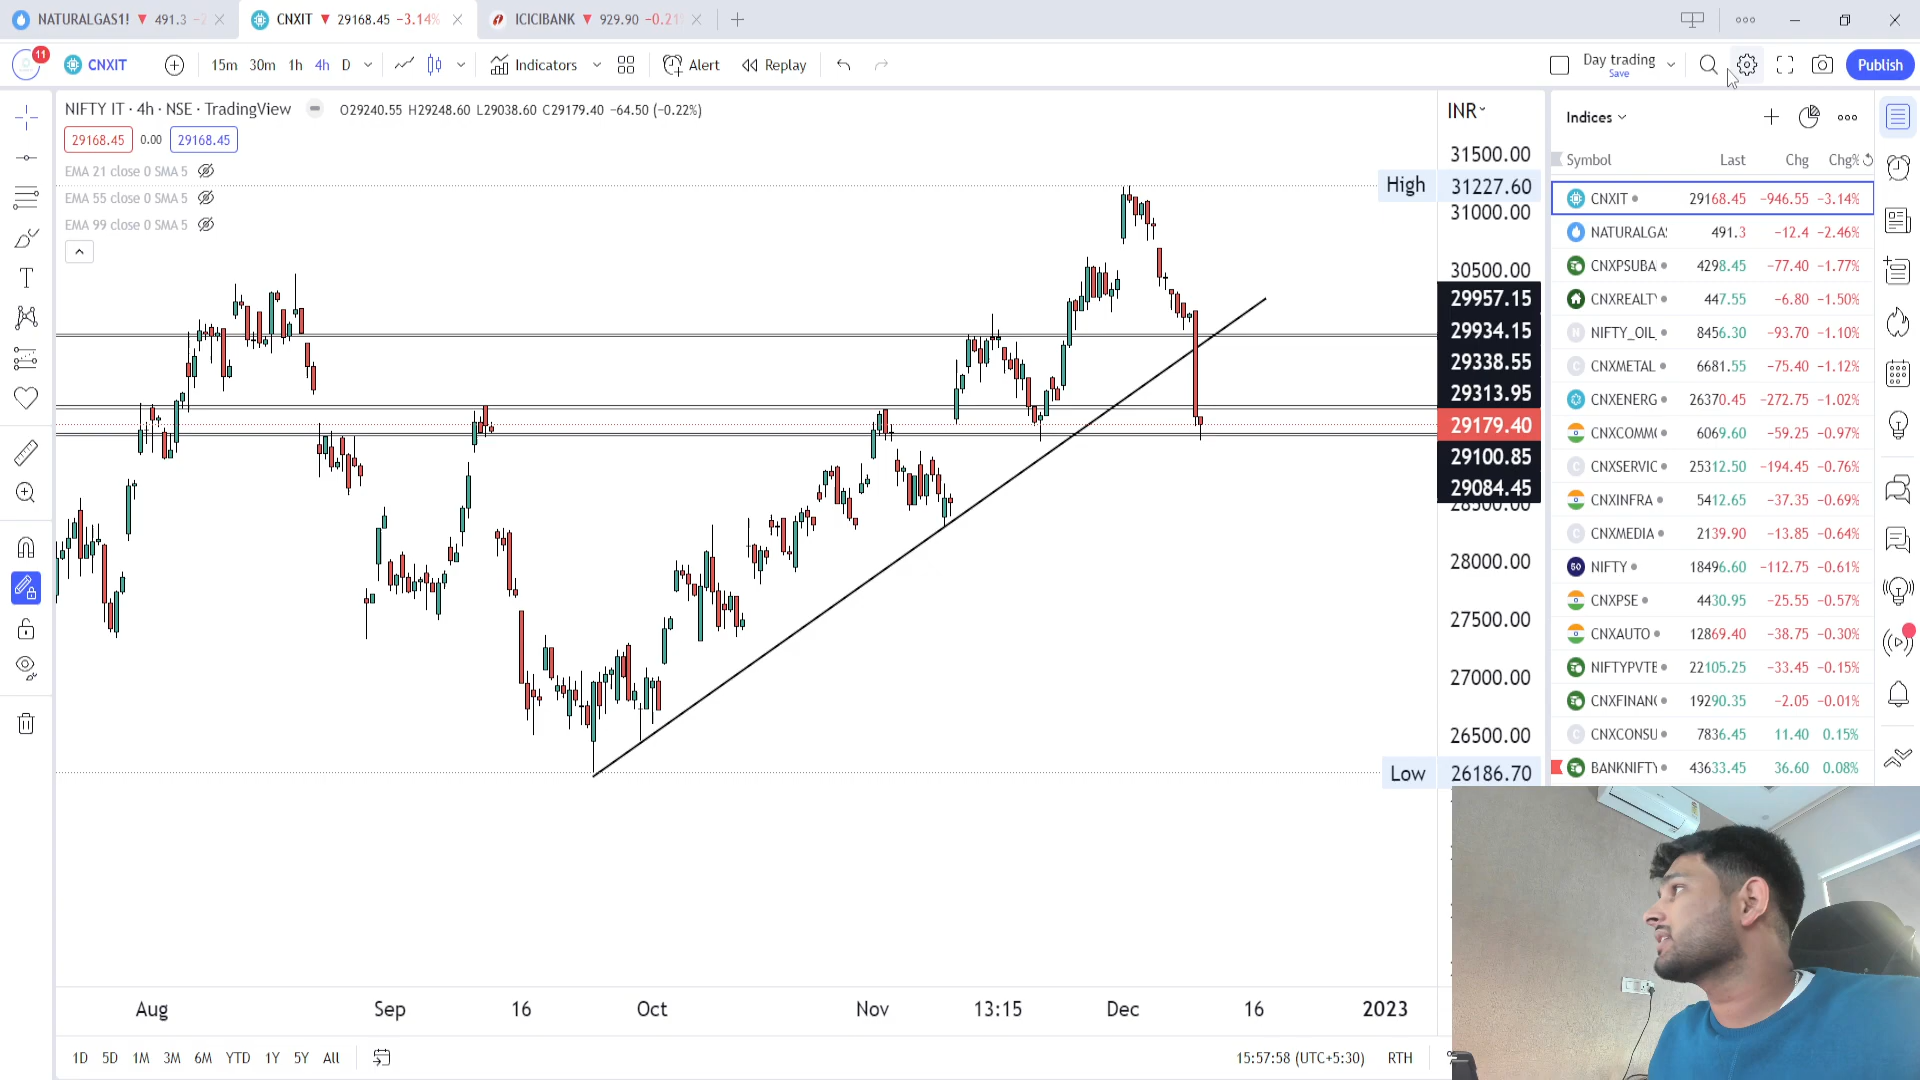 NATURALGAS1! ▼ 491.3
CNXIT ▼ 29168.45 −3.14%
ICICIBANK ▼ 929.90 −0.21
11
CNXIT
15m 30m 1h 4h D
Indicators
Alert
Replay
Day trading
Save
Publish
NIFTY IT · 4h · NSE · TradingView
O29240.55 H29248.60 L29038.60 C29179.40 −64.50 (−0.22%)
29168.45 0.00 29168.45
EMA 21 close 0 SMA 5
EMA 55 close 0 SMA 5
EMA 99 close 0 SMA 5
INR
31500.00
High 31227.60
31000.00
30500.00
29957.15
29934.15
29338.55
29313.95
29179.40
29100.85
29084.45
28500.00
28000.00
27500.00
27000.00
26500.00
Low 26186.70
Aug Sep 16 Oct Nov 13:15 Dec 16 2023
1D 5D 1M 3M 6M YTD 1Y 5Y All
15:57:58 (UTC+5:30) RTH
Indices
Symbol Last Chg Chg%
CNXIT 29168.45 −946.55 −3.14%
NATURALGA 491.3 −12.4 −2.46%
CNXPSUBA 4298.45 −77.40 −1.77%
CNXREALT 447.55 −6.80 −1.50%
N NIFTY_OIL_ 8456.30 −93.70 −1.10%
C CNXMETAL 6681.55 −75.40 −1.12%
CNXENERG 26370.45 −272.75 −1.02%
CNXCOMM 6069.60 −59.25 −0.97%
C CNXSERVIC 25312.50 −194.45 −0.76%
CNXINFRA 5412.65 −37.35 −0.69%
C CNXMEDIA 2139.90 −13.85 −0.64%
50 NIFTY 18496.60 −112.75 −0.61%
CNXPSE 4430.95 −25.55 −0.57%
CNXAUTO 12869.40 −38.75 −0.30%
NIFTYPVTB 22105.25 −33.45 −0.15%
CNXFINAN 19290.35 −2.05 −0.01%
C CNXCONSU 7836.45 11.40 0.15%
BANKNIFTY 43633.45 36.60 0.08%